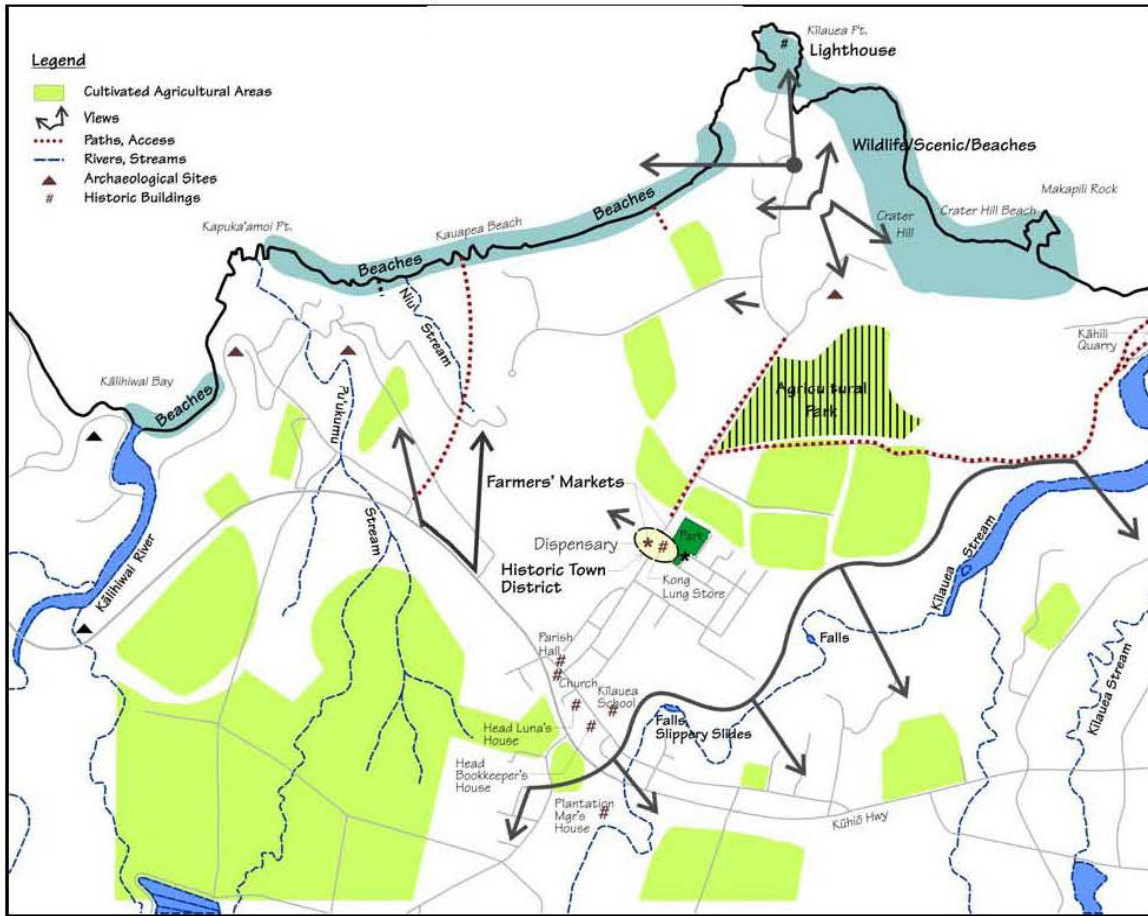 Kīlauea Pt.
Lighthouse
Legend
Cultivated Agricultural Areas
Views
Paths, Access
Rivers, Streams
Archaeological Sites
# Historic Buildings
#
Wildlife/Scenic/Beaches
Makapili Rock
Crater Hill Beach
Crater
Hill
Beaches
Kapuka'amoi Pt.
Kauapea Beach
Beaches
Niu
Stream
Kāhili
Quarry
Kālihiwai Bay
Beaches
Pu'ukumu
Stream
Agricultural
Park
Farmers' Markets
Dispensary
* #
Park
*
Historic Town
District
Kong
Lung Store
Kālihiwai River
Kīlauea Stream
Falls
Parish
Hall
#
#
Church
#
Kīlauea
School
#
#
Head Luna's
House
Falls,
Slippery Slides
Kīlauea Stream
Head
Bookkeeper's
House
Plantation
Mgr's
House
#
Kūhiō Hwy